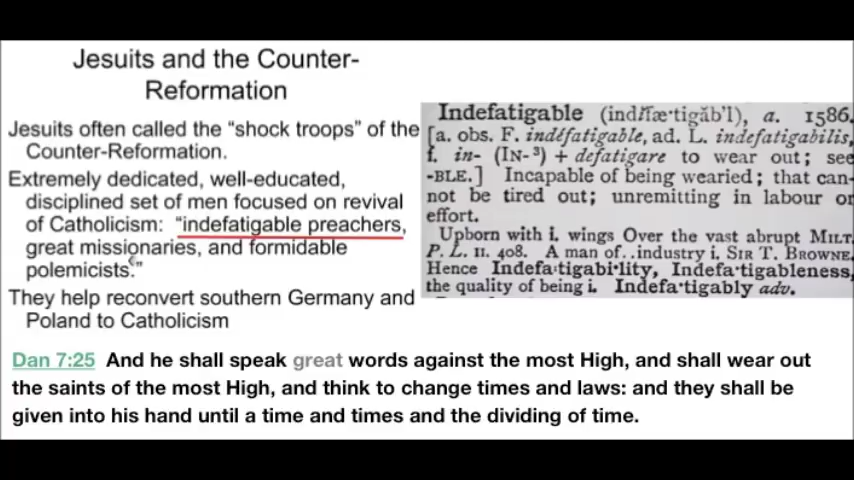 Jesuits and the Counter-
Reformation
Jesuits often called the “shock troops” of the
Counter-Reformation.
Extremely dedicated, well-educated,
disciplined set of men focused on revival
of Catholicism: “indefatigable preachers,
great missionaries, and formidable
polemicists.”
They help reconvert southern Germany and
Poland to Catholicism
Indefatigable (indĭfæ·tigăb'l), a. 1586.
[a. obs. F. indéfatigable, ad. L. indefatigabilis,
f. in- (IN-³) + defatigare to wear out; see
-BLE.] Incapable of being wearied; that can-
not be tired out; unremitting in labour or
effort.
Upborn with i. wings Over the vast abrupt MILT.
P. L. II. 408. A man of..industry i. SIR T. BROWNE.
Hence Indefa:tigabi·lity, Indefa·tigableness,
the quality of being i. Indefa·tigably adv.
Dan 7:25 And he shall speak great words against the most High, and shall wear out
the saints of the most High, and think to change times and laws: and they shall be
given into his hand until a time and times and the dividing of time.